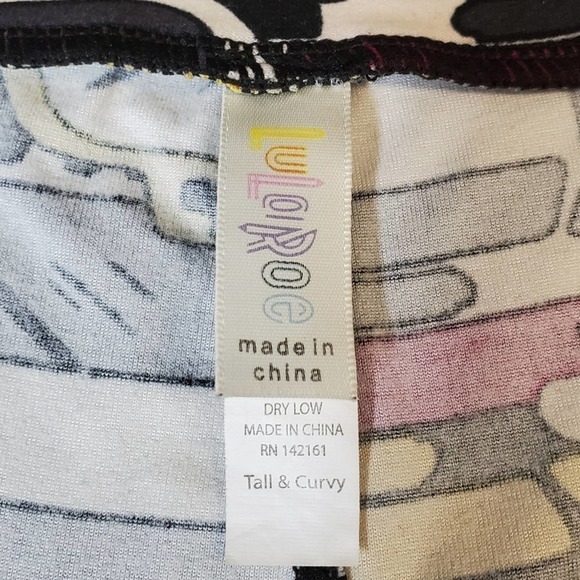 LuLaRoe
made in
china
DRY LOW
MADE IN CHINA
RN 142161
Tall & Curvy